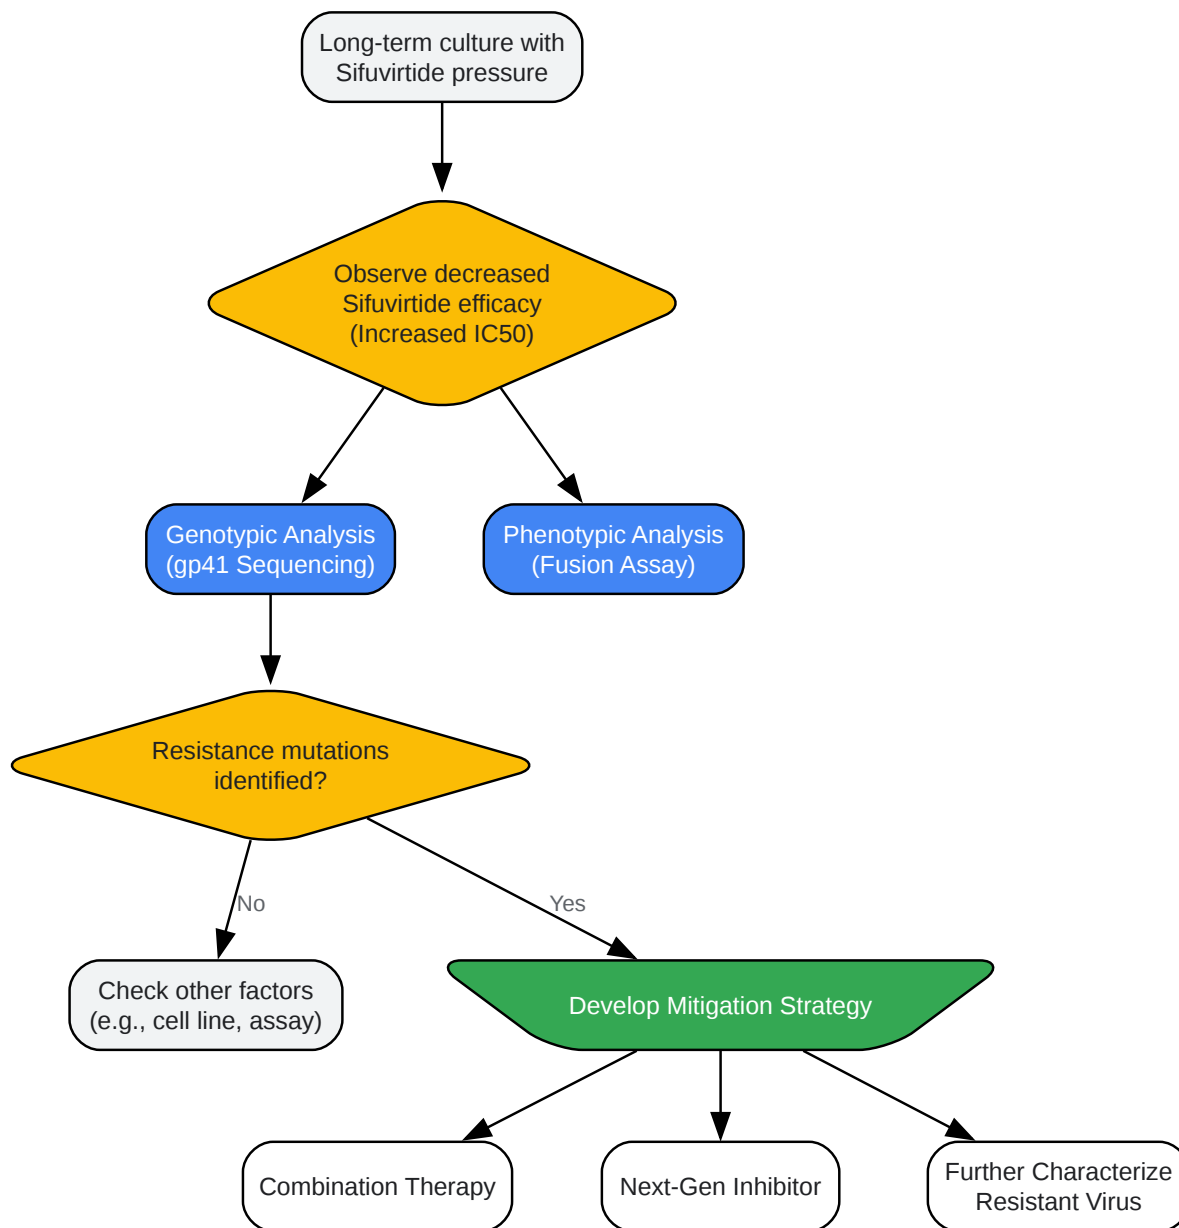 Long-term culture with
Sifuvirtide pressure
Observe decreased
Sifuvirtide efficacy
(Increased IC50)
Genotypic Analysis
(gp41 Sequencing)
Phenotypic Analysis
(Fusion Assay)
Resistance mutations
identified?
No
Yes
Check other factors
(e.g., cell line, assay)
Develop Mitigation Strategy
Combination Therapy
Next-Gen Inhibitor
Further Characterize
Resistant Virus